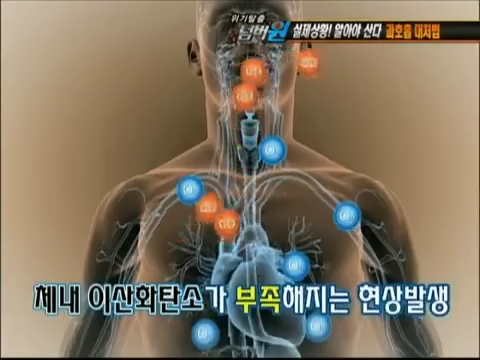 위기탈출
넘버원
실제상황! 알아야 산다 과호흡 대처법
체내 이산화탄소가 부족해지는 현상발생